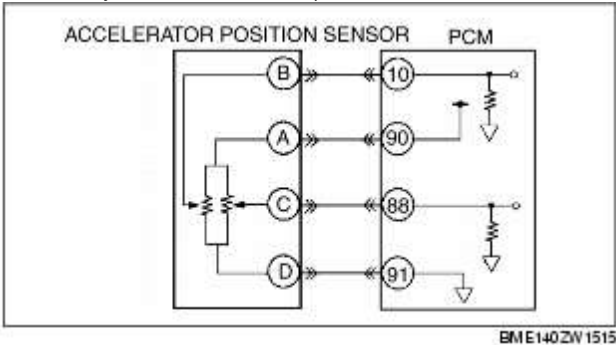 ACCELERATOR POSITION SENSOR PCM
B 10
A 90
C 88
D 91
BME140ZW1515